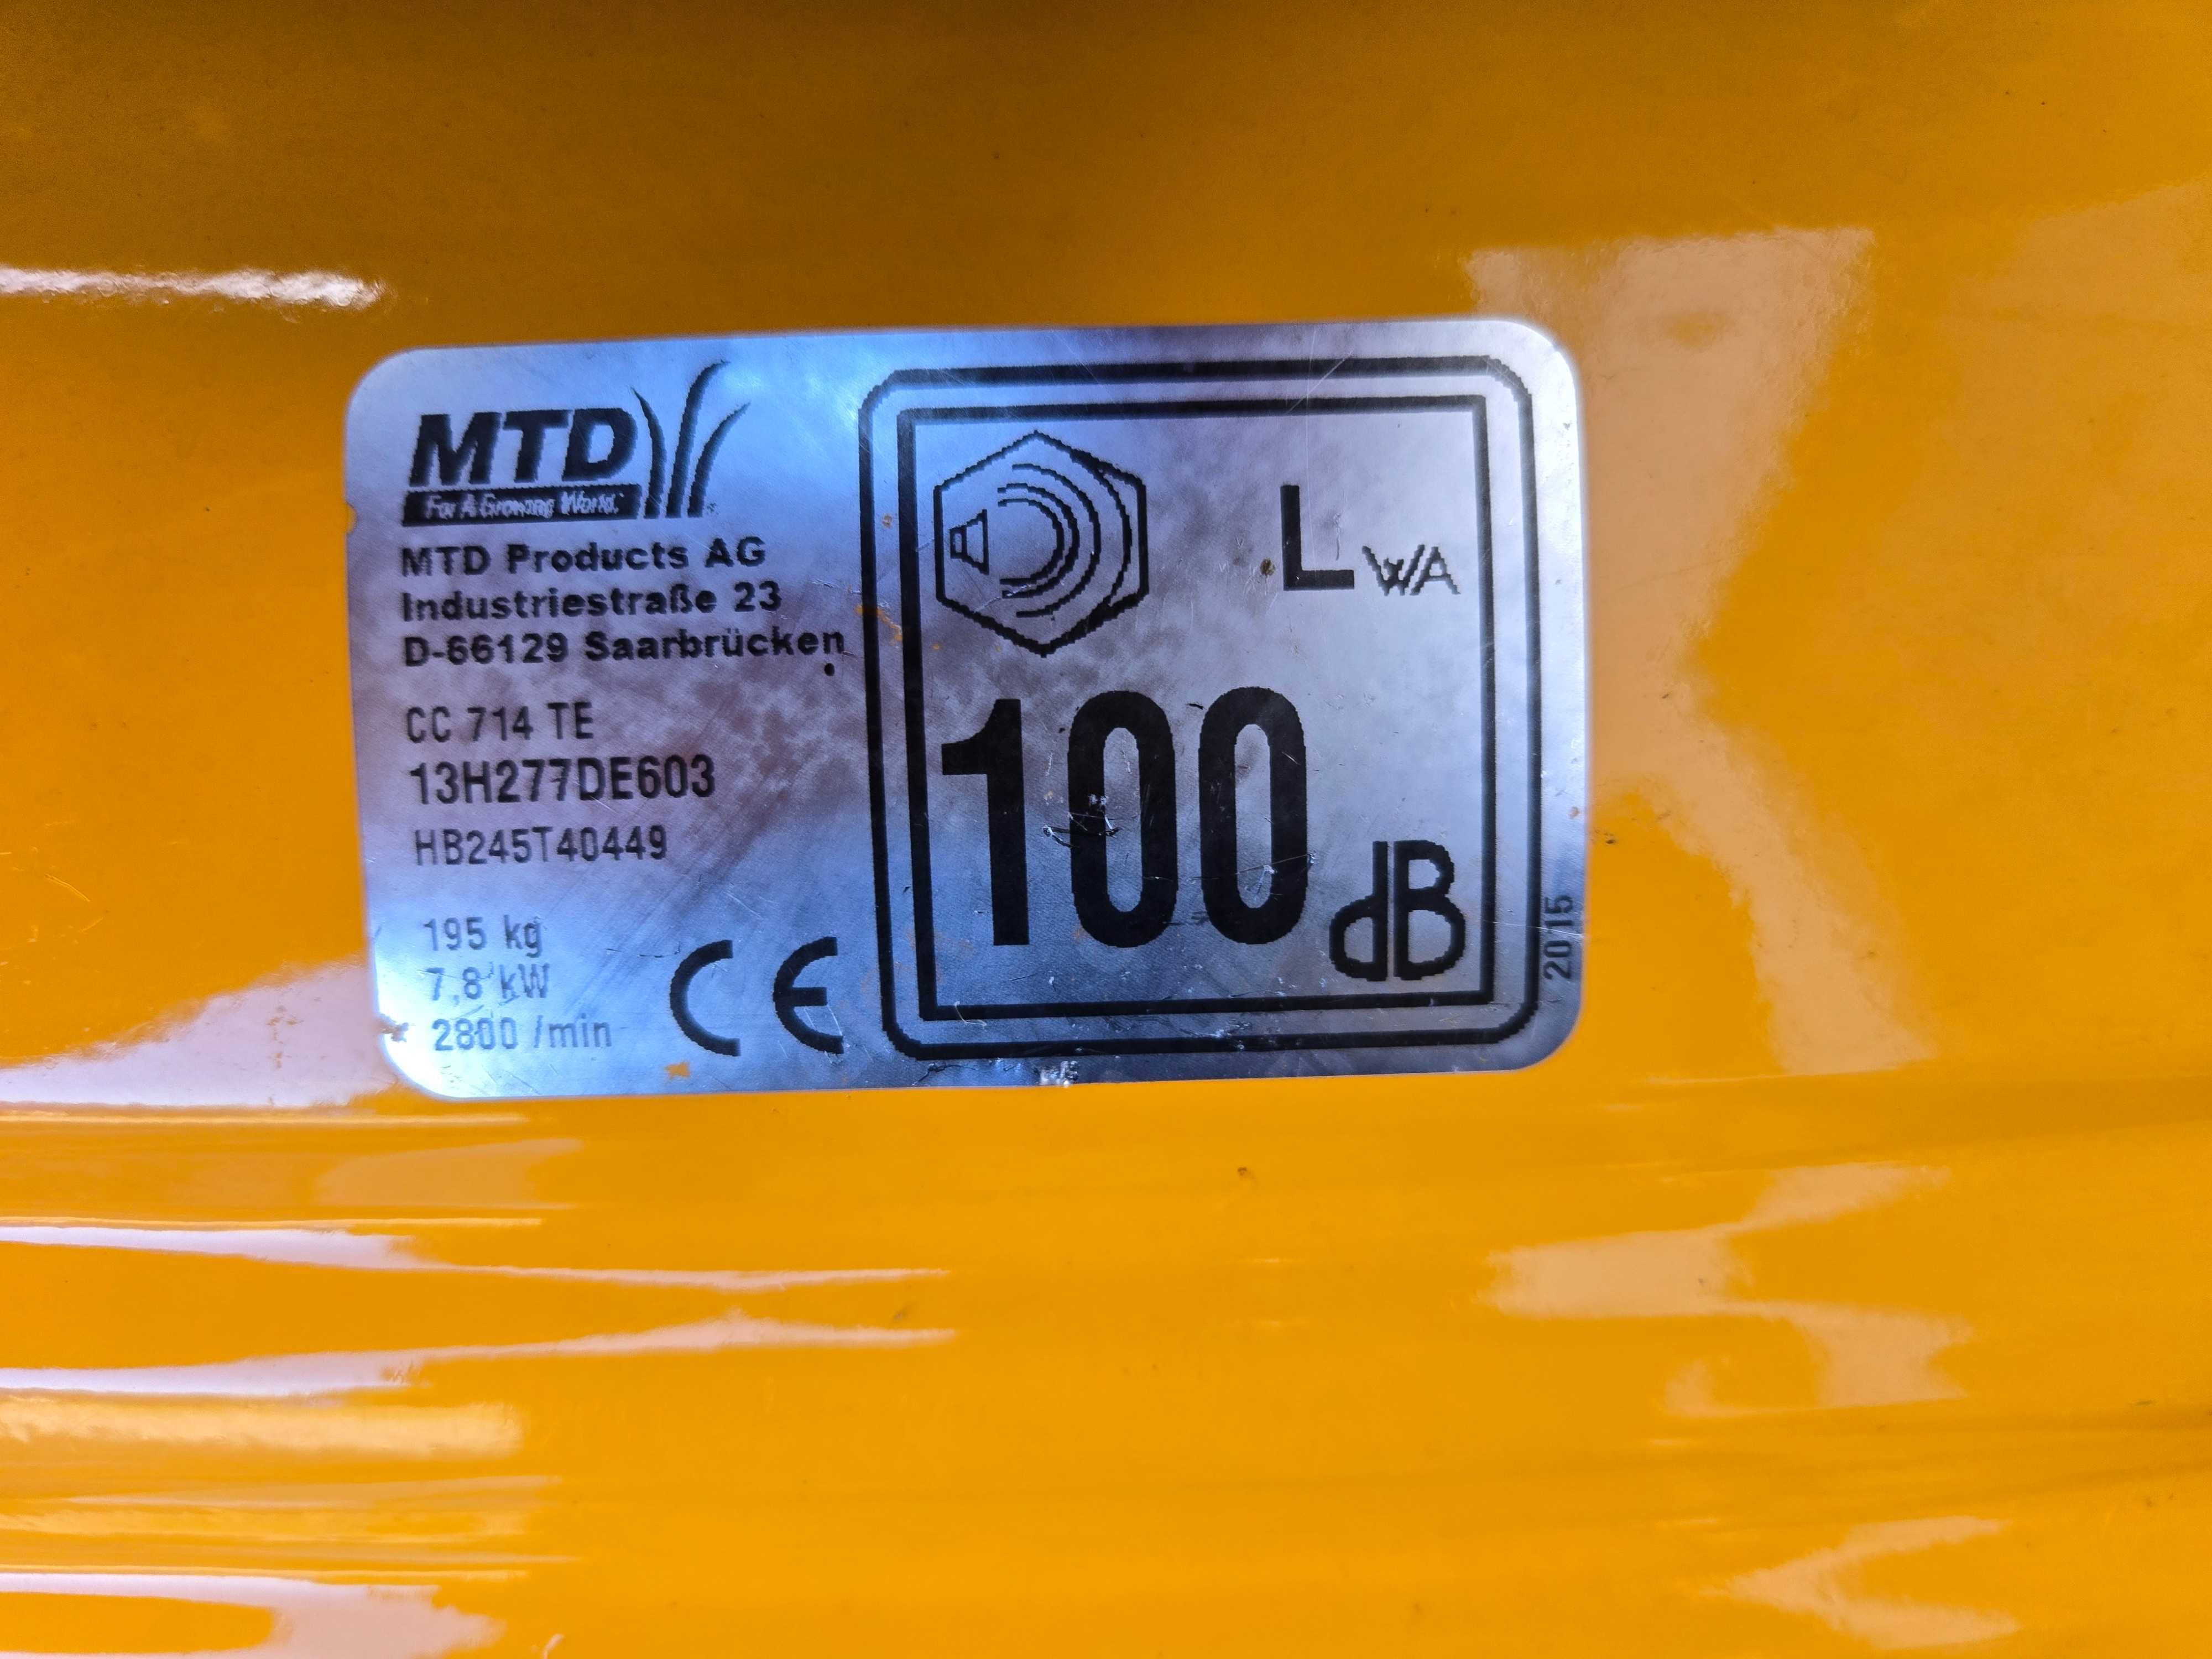 MTD
For A Growing World.
MTD Products AG
Industriestraße 23
D-66129 Saarbrücken
CC 714 TE
13H277DE603
HB245T40449
195 kg
7,8 kW
2800 /min
CE
LWA
100
dB
2015